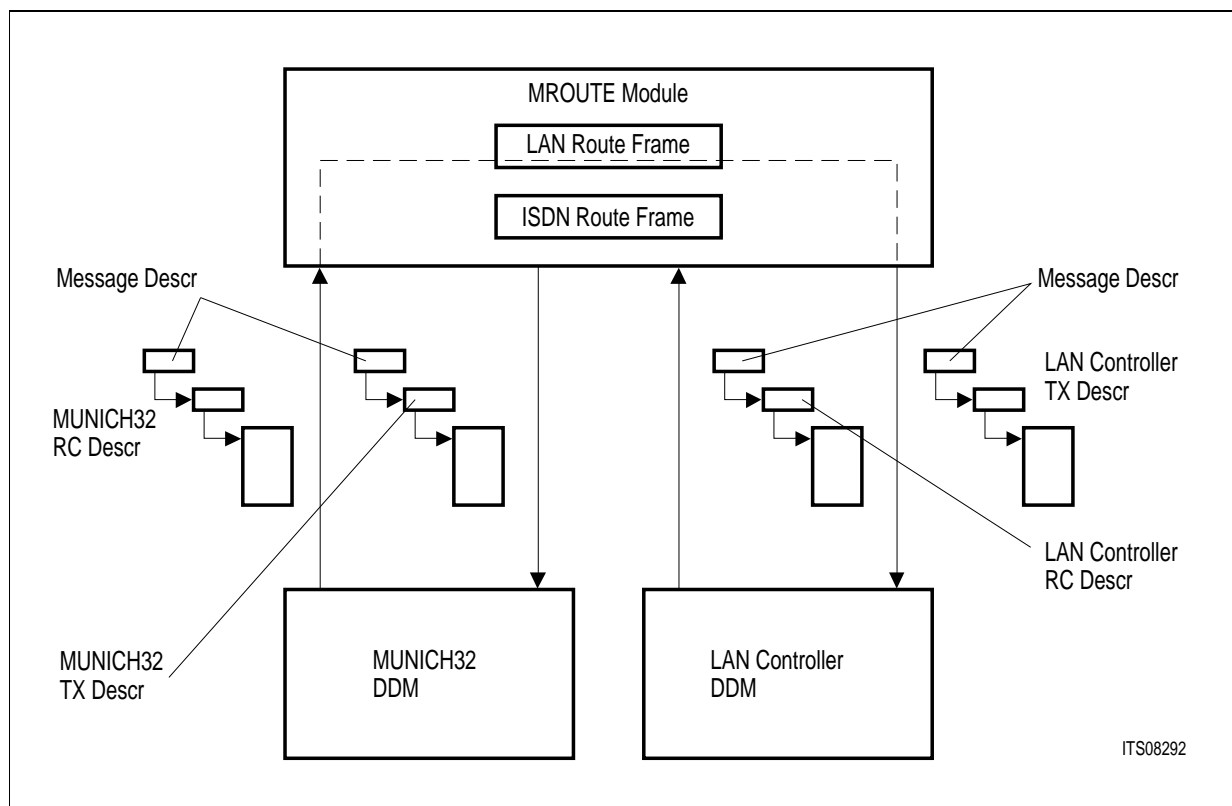 MROUTE Module
LAN Route Frame
ISDN Route Frame
Message Descr
Message Descr
MUNICH32
RC Descr
LAN Controller
TX Descr
LAN Controller
RC Descr
MUNICH32
TX Descr
MUNICH32
DDM
LAN Controller
DDM
ITS08292